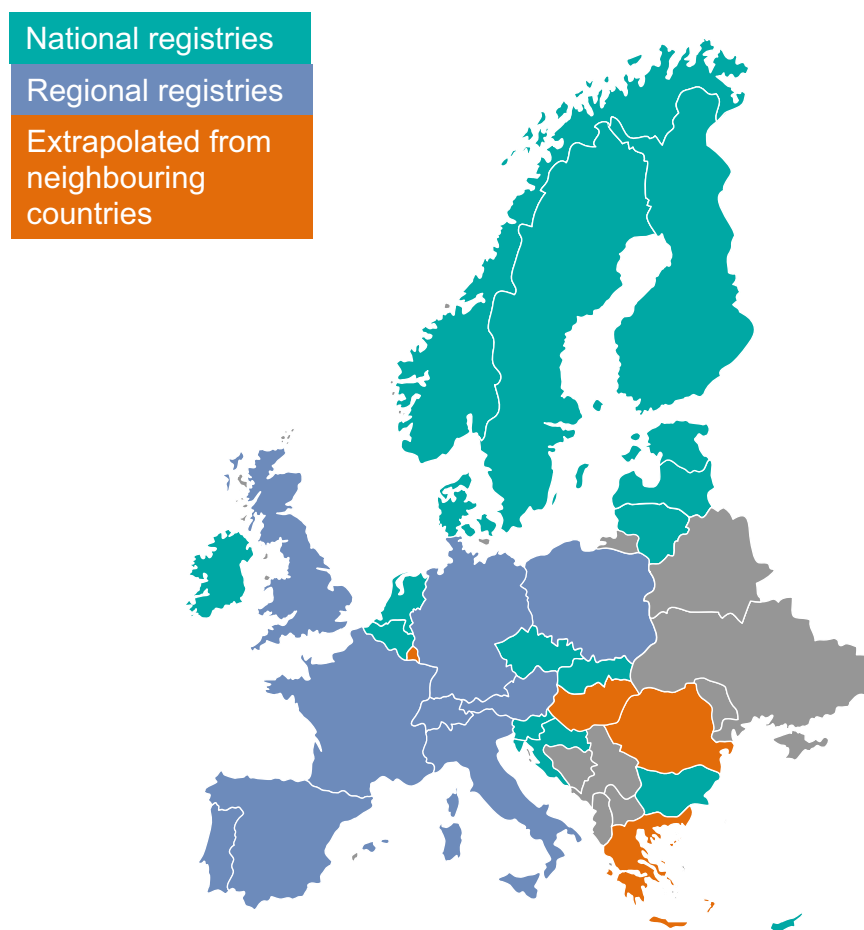 National registries
Regional registries
Extrapolated from
neighbouring
countries